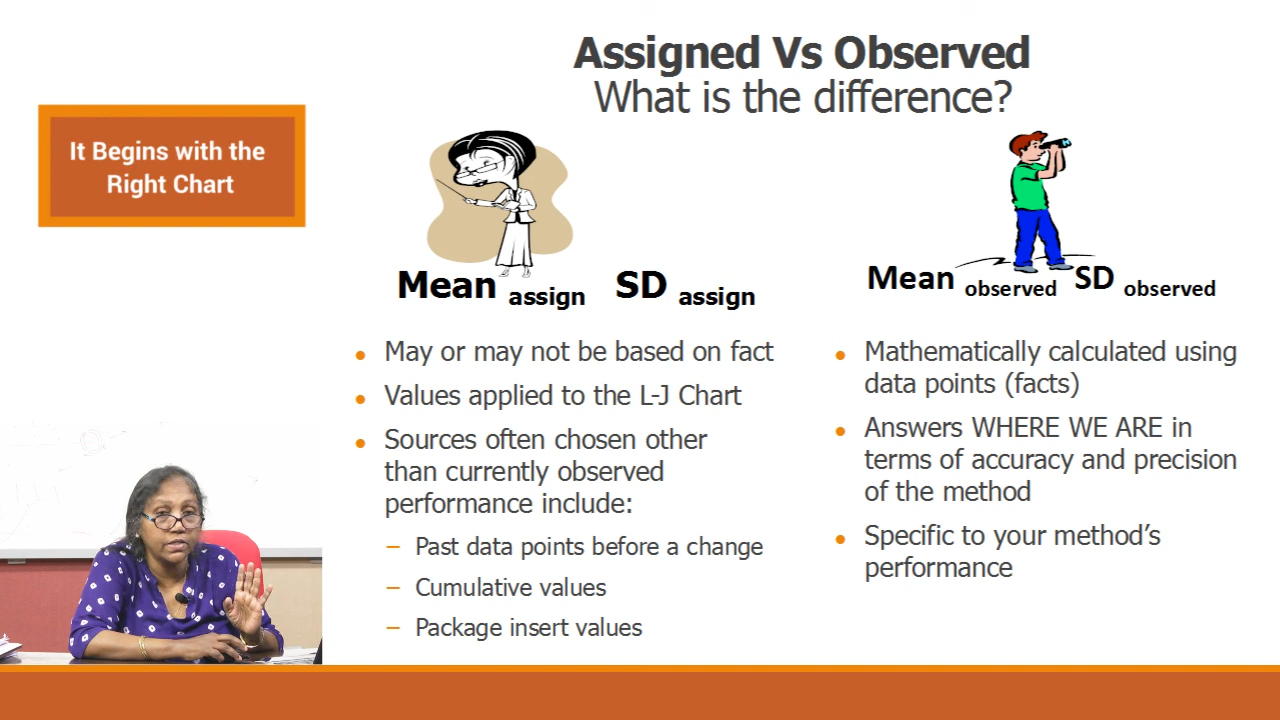 Assigned Vs Observed
What is the difference?
It Begins with the
Right Chart
Mean assign SD assign
• May or may not be based on fact
• Values applied to the L-J Chart
• Sources often chosen other
than currently observed
performance include:
– Past data points before a change
– Cumulative values
– Package insert values
Mean observed SD observed
• Mathematically calculated using
data points (facts)
• Answers WHERE WE ARE in
terms of accuracy and precision
of the method
• Specific to your method's
performance